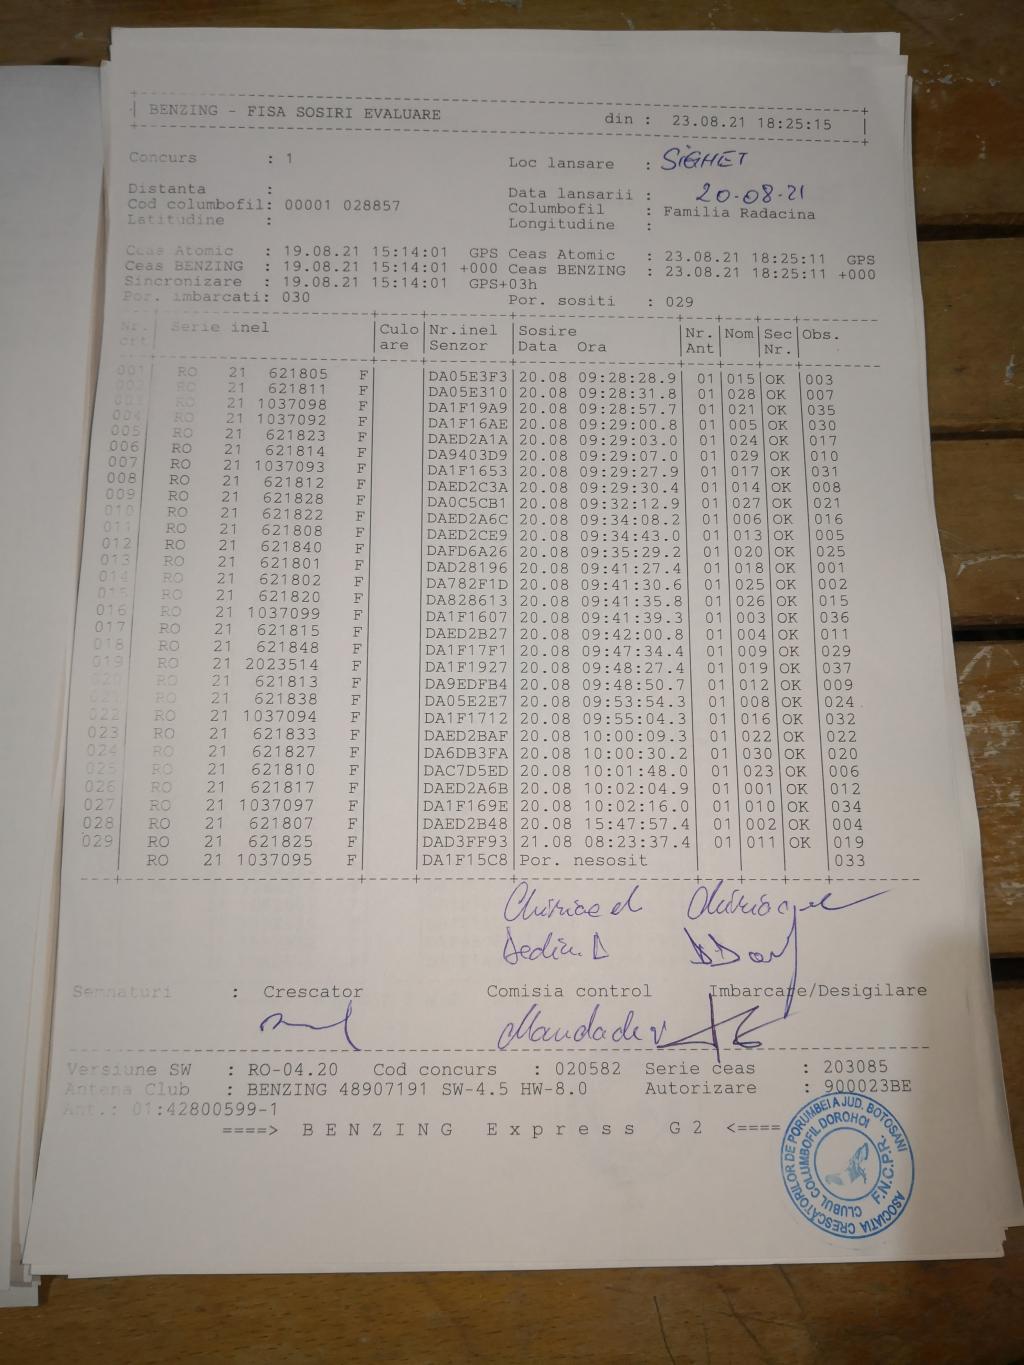 BENZING - FISA SOSIRI EVALUARE din : 23.08.21 18:25:15
Concurs : 1 Loc lansare : SIGHET
Distanta : Data lansarii : 20-08-21
Cod columbofil: 00001 028857 Columbofil : Familia Radacina
Latitudine : Longitudine :
Ceas Atomic : 19.08.21 15:14:01 GPS Ceas Atomic : 23.08.21 18:25:11 GPS
Ceas BENZING : 19.08.21 15:14:01 +000 Ceas BENZING : 23.08.21 18:25:11 +000
Sincronizare : 19.08.21 15:14:01 GPS+03h
Por. imbarcati: 030 Por. sositi : 029
Nr. Serie inel Culo Nr.inel Sosire Nr. Nom Sec Obs.
crt are Senzor Data Ora Ant Nr.
001 RO 21 621805 F DA05E3F3 20.08 09:28:28.9 01 015 OK 003
002 RO 21 621811 F DA05E310 20.08 09:28:31.8 01 028 OK 007
003 RO 21 1037098 F DA1F19A9 20.08 09:28:57.7 01 021 OK 035
004 RO 21 1037092 F DA1F16AE 20.08 09:29:00.8 01 005 OK 030
005 RO 21 621823 F DAED2A1A 20.08 09:29:03.0 01 024 OK 017
006 RO 21 621814 F DA9403D9 20.08 09:29:07.0 01 029 OK 010
007 RO 21 1037093 F DA1F1653 20.08 09:29:27.9 01 017 OK 031
008 RO 21 621812 F DAED2C3A 20.08 09:29:30.4 01 014 OK 008
009 RO 21 621828 F DA0C5CB1 20.08 09:32:12.9 01 027 OK 021
010 RO 21 621822 F DAED2A6C 20.08 09:34:08.2 01 006 OK 016
011 RO 21 621808 F DAED2CE9 20.08 09:34:43.0 01 013 OK 005
012 RO 21 621840 F DAFD6A26 20.08 09:35:29.2 01 020 OK 025
013 RO 21 621801 F DAD28196 20.08 09:41:27.4 01 018 OK 001
014 RO 21 621802 F DA782F1D 20.08 09:41:30.6 01 025 OK 002
015 RO 21 621820 F DA828613 20.08 09:41:35.8 01 026 OK 015
016 RO 21 1037099 F DA1F1607 20.08 09:41:39.3 01 003 OK 036
017 RO 21 621815 F DAED2B27 20.08 09:42:00.8 01 004 OK 011
018 RO 21 621848 F DA1F17F1 20.08 09:47:34.4 01 009 OK 029
019 RO 21 2023514 F DA1F1927 20.08 09:48:27.4 01 019 OK 037
020 RO 21 621813 F DA9EDFB4 20.08 09:48:50.7 01 012 OK 009
021 RO 21 621838 F DA05E2E7 20.08 09:53:54.3 01 008 OK 024
022 RO 21 1037094 F DA1F1712 20.08 09:55:04.3 01 016 OK 032
023 RO 21 621833 F DAED2BAF 20.08 10:00:09.3 01 022 OK 022
024 RO 21 621827 F DA6DB3FA 20.08 10:00:30.2 01 030 OK 020
025 RO 21 621810 F DAC7D5ED 20.08 10:01:48.0 01 023 OK 006
026 RO 21 621817 F DAED2A6B 20.08 10:02:04.9 01 001 OK 012
027 RO 21 1037097 F DA1F169E 20.08 10:02:16.0 01 010 OK 034
028 RO 21 621807 F DAED2B48 20.08 15:47:57.4 01 002 OK 004
029 RO 21 621825 F DAD3FF93 21.08 08:23:37.4 01 011 OK 019
RO 21 1037095 F DA1F15C8 Por. nesosit 033
Semnaturi : Crescator Comisia control Imbarcare/Desigilare
Versiune SW : RO-04.20 Cod concurs : 020582 Serie ceas : 203085
Antena Club : BENZING 48907191 SW-4.5 HW-8.0 Autorizare : 900023BE
Ant.: 01:42800599-1
====> BENZING Express G2 <====
ASOCIATIA CRESCATORILOR DE PORUMBEI A JUD. BOTOSANI
CLUBUL COLUMBOFIL DOROHOI
F.N.C.P.R.